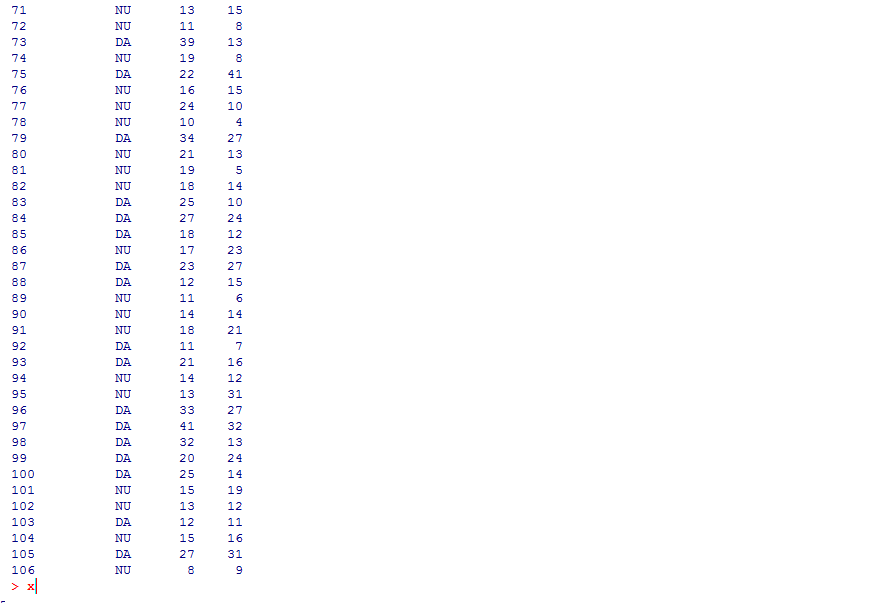 71 NU 13 15
72 NU 11 8
73 DA 39 13
74 NU 19 8
75 DA 22 41
76 NU 16 15
77 NU 24 10
78 NU 10 4
79 DA 34 27
80 NU 21 13
81 NU 19 5
82 NU 18 14
83 DA 25 10
84 DA 27 24
85 DA 18 12
86 NU 17 23
87 DA 23 27
88 DA 12 15
89 NU 11 6
90 NU 14 14
91 NU 18 21
92 DA 11 7
93 DA 21 16
94 NU 14 12
95 NU 13 31
96 DA 33 27
97 DA 41 32
98 DA 32 13
99 DA 20 24
100 DA 25 14
101 NU 15 19
102 NU 13 12
103 DA 12 11
104 NU 15 16
105 DA 27 31
106 NU 8 9
> x